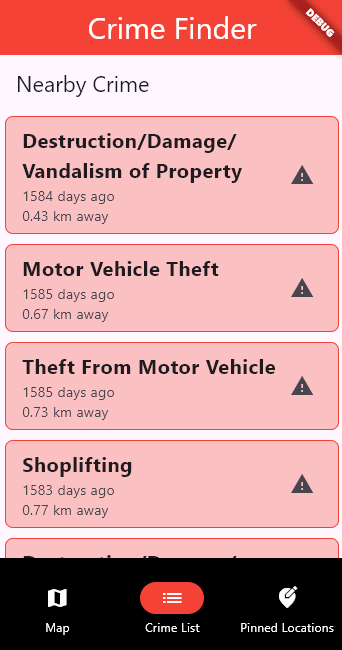 Crime Finder
DEBUG
Nearby Crime
Destruction/Damage/
Vandalism of Property
1584 days ago
0.43 km away
Motor Vehicle Theft
1585 days ago
0.67 km away
Theft From Motor Vehicle
1585 days ago
0.73 km away
Shoplifting
1583 days ago
0.77 km away
Map
Crime List
Pinned Locations